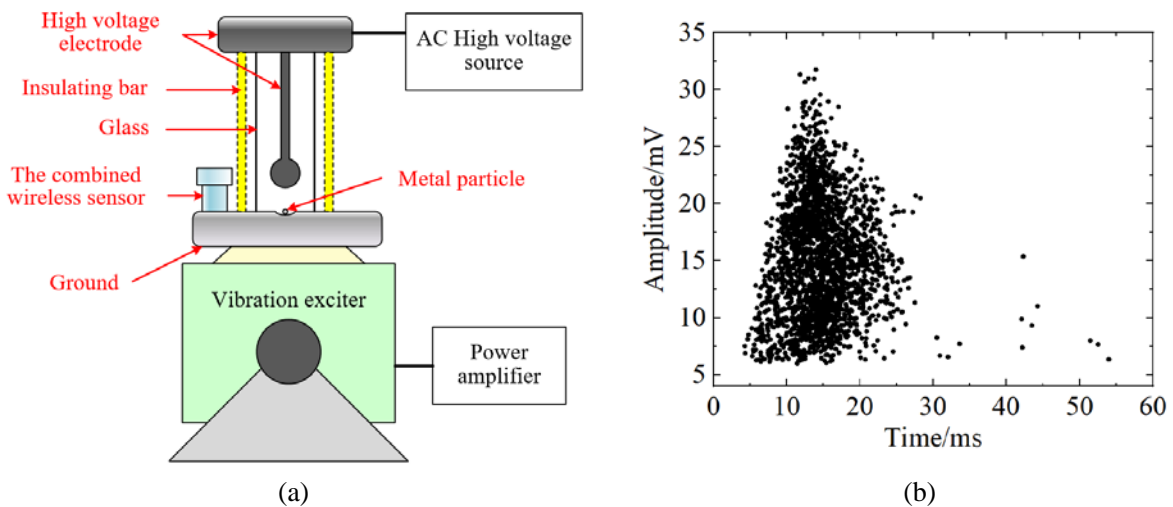 High voltage
electrode
AC High voltage
source
Insulating bar
Glass
The combined
wireless sensor
Metal particle
Ground
Vibration exciter
Power
amplifier
(a)
Amplitude/mV
35
30
25
20
15
10
5
0 10 20 30 40 50 60
Time/ms
(b)